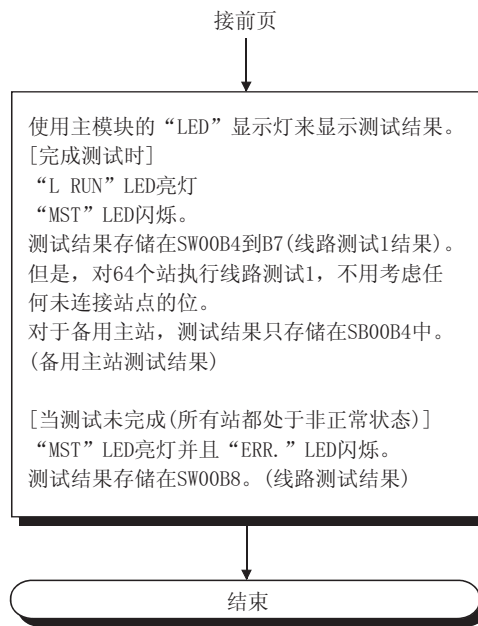 接前页
使用主模块的“LED”显示灯来显示测试结果。
[完成测试时]
“L RUN”LED亮灯
“MST”LED闪烁。
测试结果存储在SW00B4到B7(线路测试1结果)。
但是，对64个站执行线路测试1，不用考虑任
何未连接站点的位。
对于备用主站，测试结果只存储在SB00B4中。
(备用主站测试结果)
[当测试未完成(所有站都处于非正常状态)]
“MST”LED亮灯并且“ERR.”LED闪烁。
测试结果存储在SW00B8。(线路测试结果)
结束